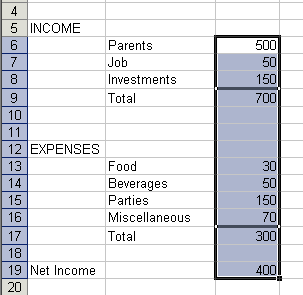 4
5 INCOME
6 Parents 500
7 Job 50
8 Investments 150
9 Total 700
10
11
12 EXPENSES
13 Food 30
14 Beverages 50
15 Parties 150
16 Miscellaneous 70
17 Total 300
18
19 Net Income 400
20